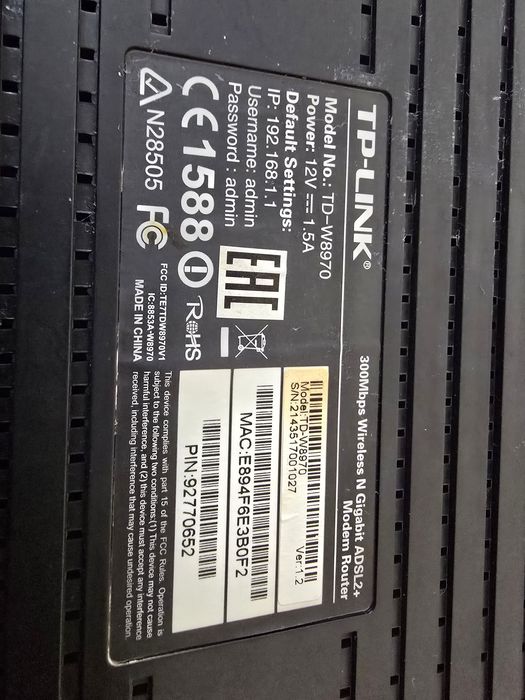 TP-LINK®
300Mbps Wireless N Gigabit ADSL2+
Modem Router
Model No.: TD-W8970
Power: 12V ⎓ 1.5A
Default Settings:
IP: 192.168.1.1
Username: admin
Password : admin
CE1588
N28505
FC
EAC
RoHS
FCC ID:TE7TDW8970V1
IC:8853A-W8970
MADE IN CHINA
Model:TD-W8970
Ver:1.2
S/N:2143517001027
MAC:E894F6E3B0F2
PIN:92770652
This device complies with part 15 of the FCC Rules. Operation is
subject to the following two conditions:(1) This device may not cause
harmful interference, and (2) this device must accept any interference
received, including interference that may cause undesired operation.